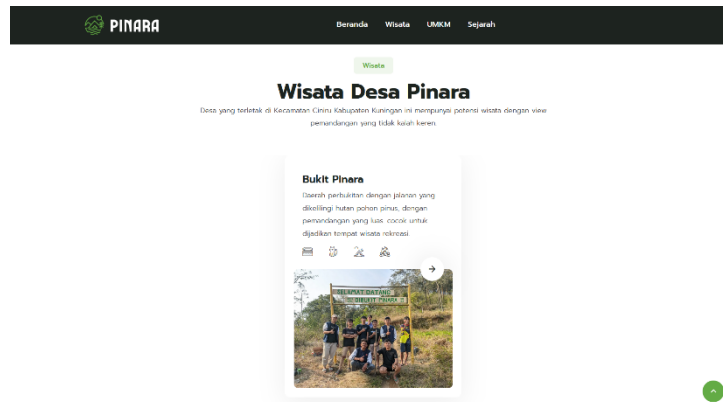 PINARA
Beranda Wisata UMKM Sejarah
Wisata
Wisata Desa Pinara
Desa yang terletak di Kecamatan Ciniru Kabupaten Kuningan ini mempunyai potensi wisata dengan view
pemandangan yang tidak kalah keren.
Bukit Pinara
Daerah perbukitan dengan jalanan yang
dikelilingi hutan pohon pinus, dengan
pemandangan yang luas. cocok untuk
dijadikan tempat wisata rekreasi.
SELAMAT DATANG
DIBUKIT PINARA